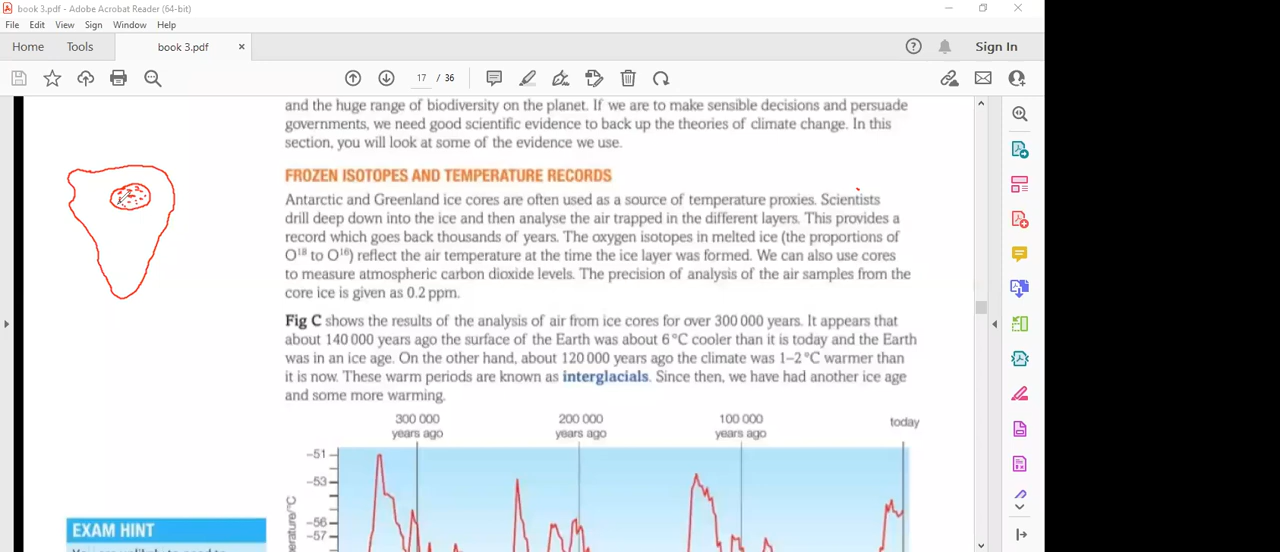 book 3.pdf - Adobe Acrobat Reader (64-bit)
File Edit View Sign Window Help
Home Tools book 3.pdf × Sign In
17 / 36
and the huge range of biodiversity on the planet. If we are to make sensible decisions and persuade
governments, we need good scientific evidence to back up the theories of climate change. In this
section, you will look at some of the evidence we use.
FROZEN ISOTOPES AND TEMPERATURE RECORDS
Antarctic and Greenland ice cores are often used as a source of temperature proxies. Scientists
drill deep down into the ice and then analyse the air trapped in the different layers. This provides a
record which goes back thousands of years. The oxygen isotopes in melted ice (the proportions of
O¹⁸ to O¹⁶) reflect the air temperature at the time the ice layer was formed. We can also use cores
to measure atmospheric carbon dioxide levels. The precision of analysis of the air samples from the
core ice is given as 0.2 ppm.
Fig C shows the results of the analysis of air from ice cores for over 300 000 years. It appears that
about 140 000 years ago the surface of the Earth was about 6 °C cooler than it is today and the Earth
was in an ice age. On the other hand, about 120 000 years ago the climate was 1–2 °C warmer than
it is now. These warm periods are known as interglacials. Since then, we have had another ice age
and some more warming.
300 000 200 000 100 000 today
years ago years ago years ago
-51
-53
-56
-57
EXAM HINT